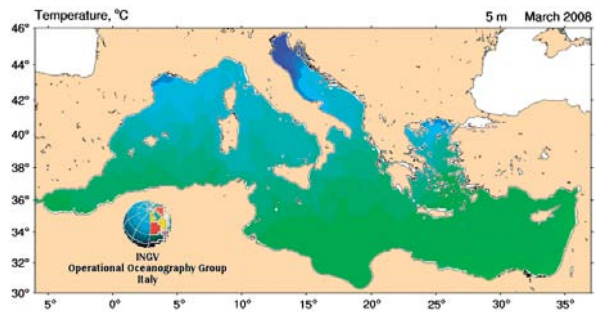 Temperature, °C 5 m March 2008
46°
44°
42°
40°
38°
36°
34°
32°
30°
INGV
Operational Oceanography Group
Italy
5° 0° 5° 10° 15° 20° 25° 30° 35°